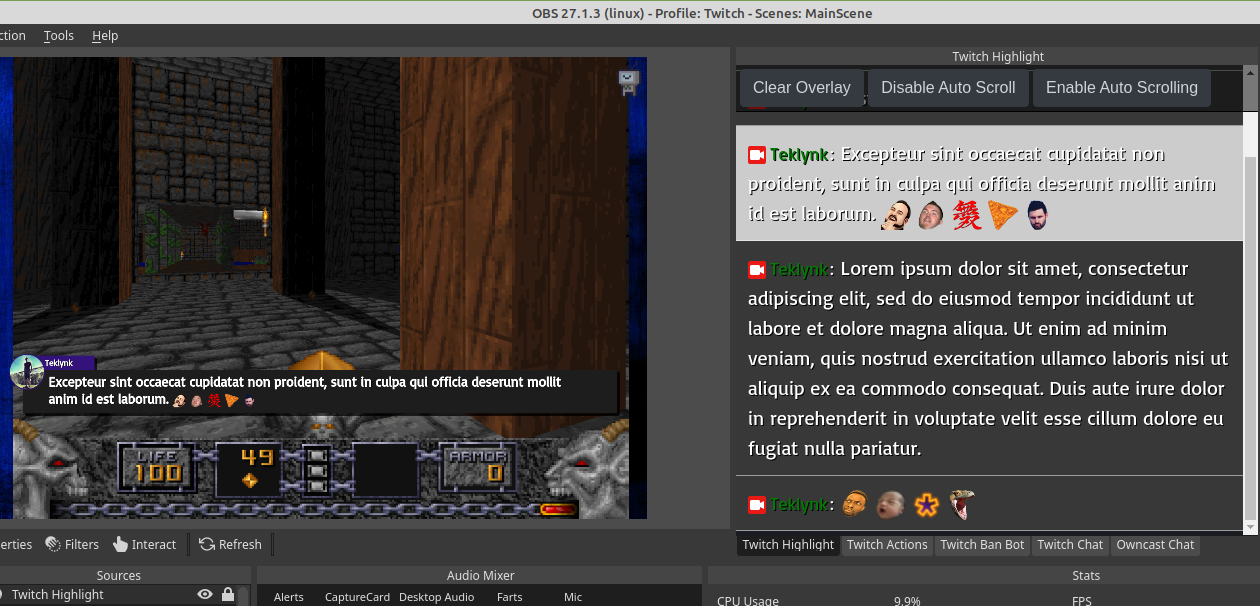 OBS 27.1.3 (linux) - Profile: Twitch - Scenes: MainScene
ction Tools Help
Twitch Highlight
Clear Overlay Disable Auto Scroll Enable Auto Scrolling
Teklynk: Excepteur sint occaecat cupidatat non
proident, sunt in culpa qui officia deserunt mollit anim
id est laborum.
Teklynk: Lorem ipsum dolor sit amet, consectetur
adipiscing elit, sed do eiusmod tempor incididunt ut
labore et dolore magna aliqua. Ut enim ad minim
veniam, quis nostrud exercitation ullamco laboris nisi ut
aliquip ex ea commodo consequat. Duis aute irure dolor
in reprehenderit in voluptate velit esse cillum dolore eu
fugiat nulla pariatur.
Teklynk:
Teklynk
Excepteur sint occaecat cupidatat non proident, sunt in culpa qui officia deserunt mollit
anim id est laborum.
LIFE 49 ARMOR
100 0
erties Filters Interact Refresh
Twitch Highlight Twitch Actions Twitch Ban Bot Twitch Chat Owncast Chat
Sources Audio Mixer Stats
Twitch Highlight Alerts CaptureCard Desktop Audio Farts Mic
CPU Usage 9.9% FPS